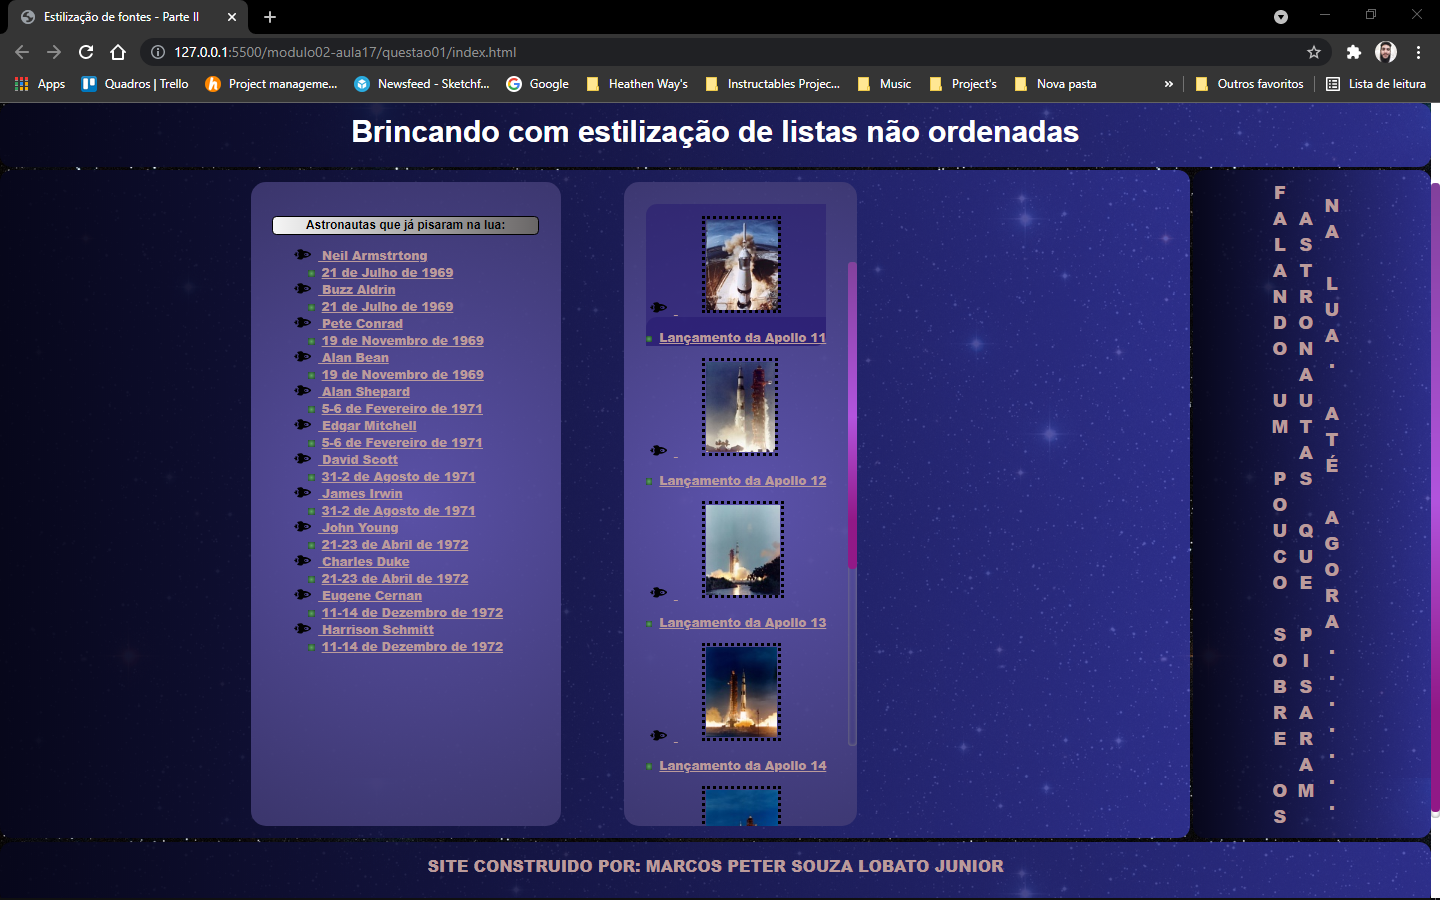 Estilização de fontes - Parte II
127.0.0.1:5500/modulo02-aula17/questao01/index.html
Apps Quadros | Trello Project manageme... Newsfeed - Sketchf... Google Heathen Way's Instructables Projec... Music Project's Nova pasta » Outros favoritos Lista de leitura
Brincando com estilização de listas não ordenadas
Astronautas que já pisaram na lua:
Neil Armstrtong
21 de Julho de 1969
Buzz Aldrin
21 de Julho de 1969
Pete Conrad
19 de Novembro de 1969
Alan Bean
19 de Novembro de 1969
Alan Shepard
5-6 de Fevereiro de 1971
Edgar Mitchell
5-6 de Fevereiro de 1971
David Scott
31-2 de Agosto de 1971
James Irwin
31-2 de Agosto de 1971
John Young
21-23 de Abril de 1972
Charles Duke
21-23 de Abril de 1972
Eugene Cernan
11-14 de Dezembro de 1972
Harrison Schmitt
11-14 de Dezembro de 1972
Lançamento da Apollo 11
Lançamento da Apollo 12
Lançamento da Apollo 13
Lançamento da Apollo 14
FALANDO UM POUCO SOBRE OS
ASTRONAUTAS QUE PISARAM
NA LUA. ATÉ AGORA.......
SITE CONSTRUIDO POR: MARCOS PETER SOUZA LOBATO JUNIOR